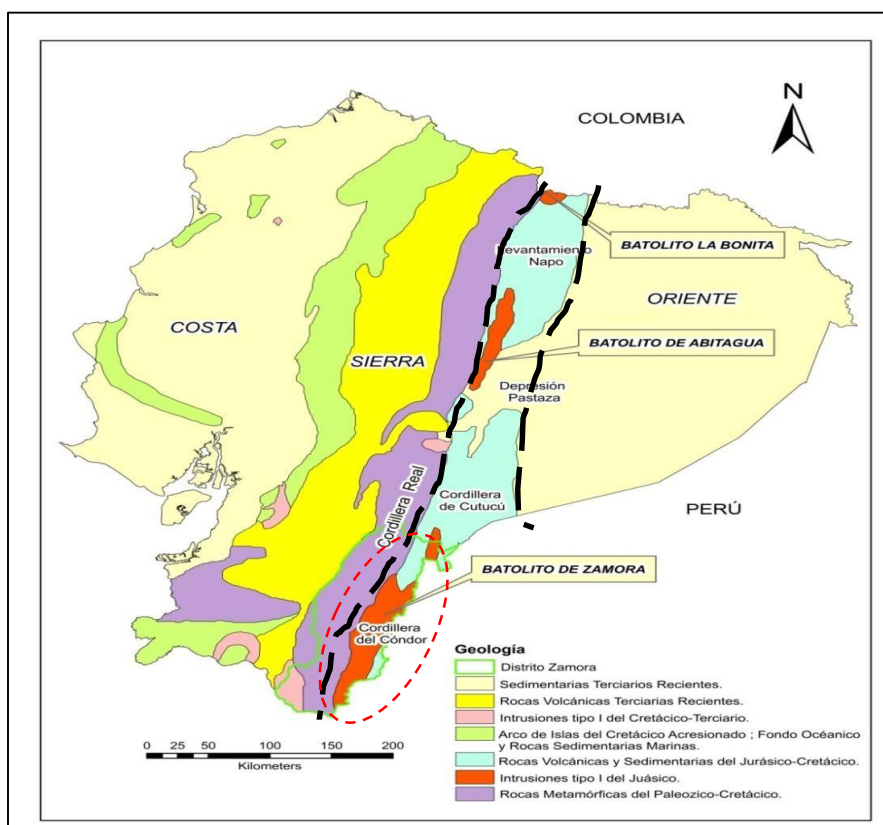 COLOMBIA
N
Levantamiento
Napo
BATOLITO LA BONITA
ORIENTE
COSTA
SIERRA
BATOLITO DE ABITAGUA
Depresión
Pastaza
Cordillera Real
Cordillera
de Cutucú
PERÚ
BATOLITO DE ZAMORA
Cordillera
del Cóndor
Geología
Distrito Zamora
Sedimentarias Terciarios Recientes.
Rocas Volcánicas Terciarias Recientes.
Intrusiones tipo I del Cretácico-Terciario.
Arco de Islas del Cretácico Acresionado ; Fondo Océanico
y Rocas Sedimentarias Marinas.
Rocas Volcánicas y Sedimentarias del Jurásico-Cretácico.
Intrusiones tipo I del Juásico.
Rocas Metamórficas del Paleozico-Cretácico.
0 25 50 100 150 200
Kilometers